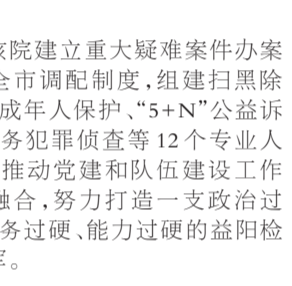 该院建立重大疑难案件办案
全市调配制度，组建扫黑除
成年人保护、“5+N”公益诉
务犯罪侦查等12个专业人
推动党建和队伍建设工作
融合，努力打造一支政治过
务过硬、能力过硬的益阳检
军。